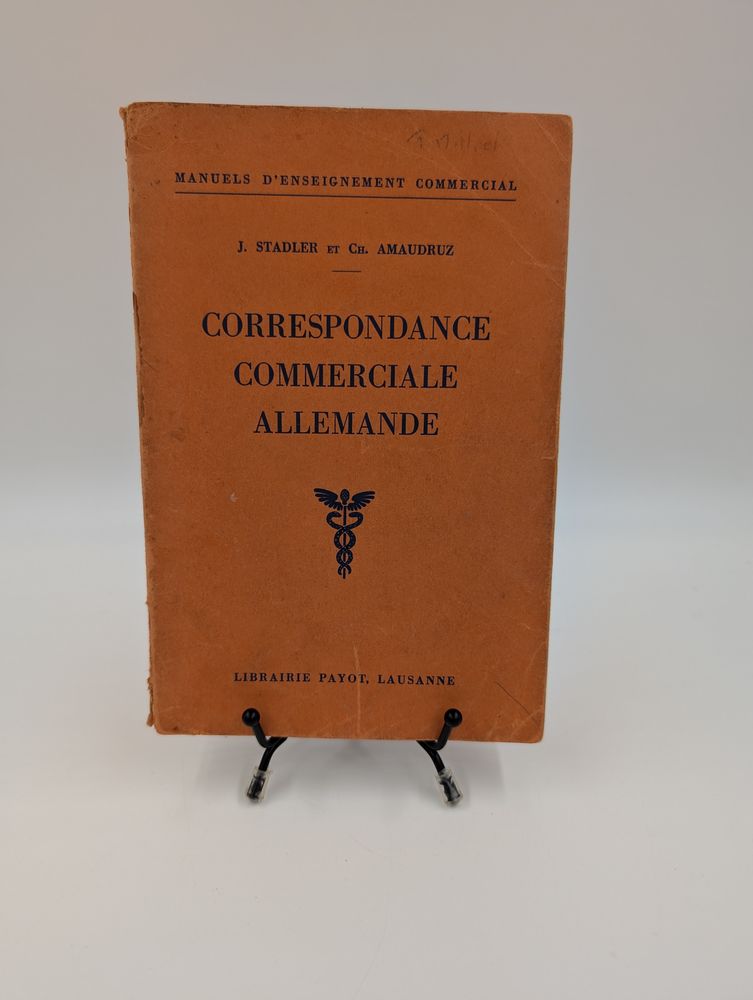 MANUELS D'ENSEIGNEMENT COMMERCIAL
J. STADLER ET CH. AMAUDRUZ
CORRESPONDANCE
COMMERCIALE
ALLEMANDE
LIBRAIRIE PAYOT, LAUSANNE